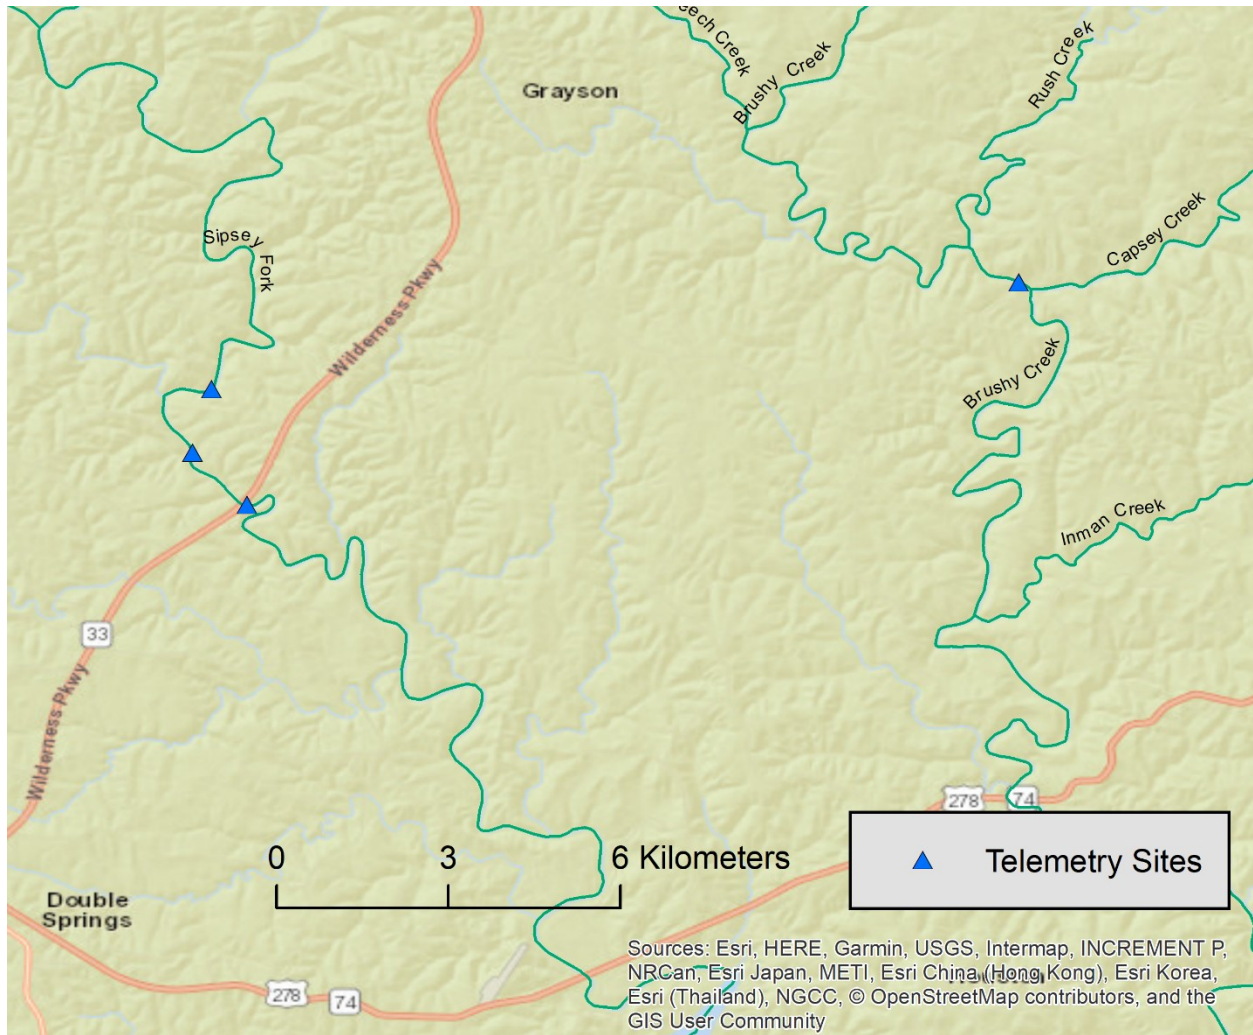 eech Creek
Brushy Creek
Rush Creek
Grayson
Capsey Creek
Sipsey Fork
Wilderness Pkwy
Brushy Creek
Inman Creek
33
Wilderness Pkwy
278
74
0 3 6 Kilometers
Telemetry Sites
Double
Springs
278
74
Sources: Esri, HERE, Garmin, USGS, Intermap, INCREMENT P,
NRCan, Esri Japan, METI, Esri China (Hong Kong), Esri Korea,
Esri (Thailand), NGCC, © OpenStreetMap contributors, and the
GIS User Community